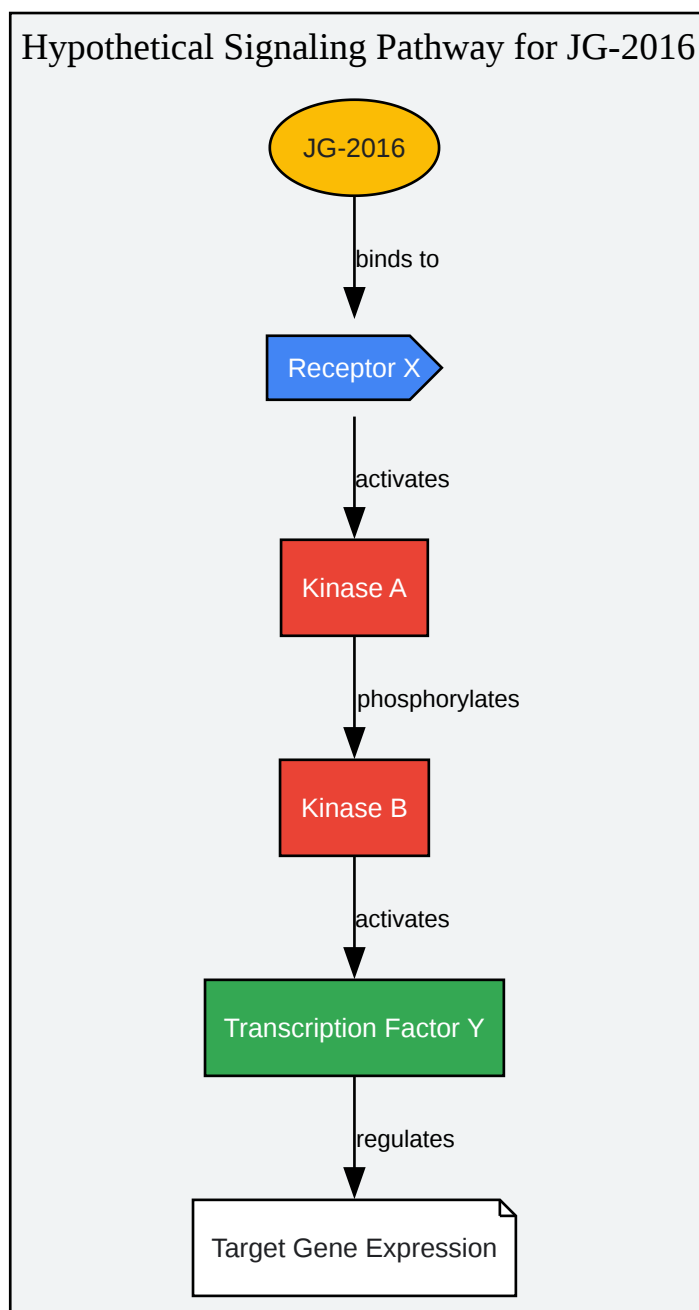 Hypothetical Signaling Pathway for JG-2016
JG-2016
binds to
Receptor X
activates
Kinase A
phosphorylates
Kinase B
activates
Transcription Factor Y
regulates
Target Gene Expression